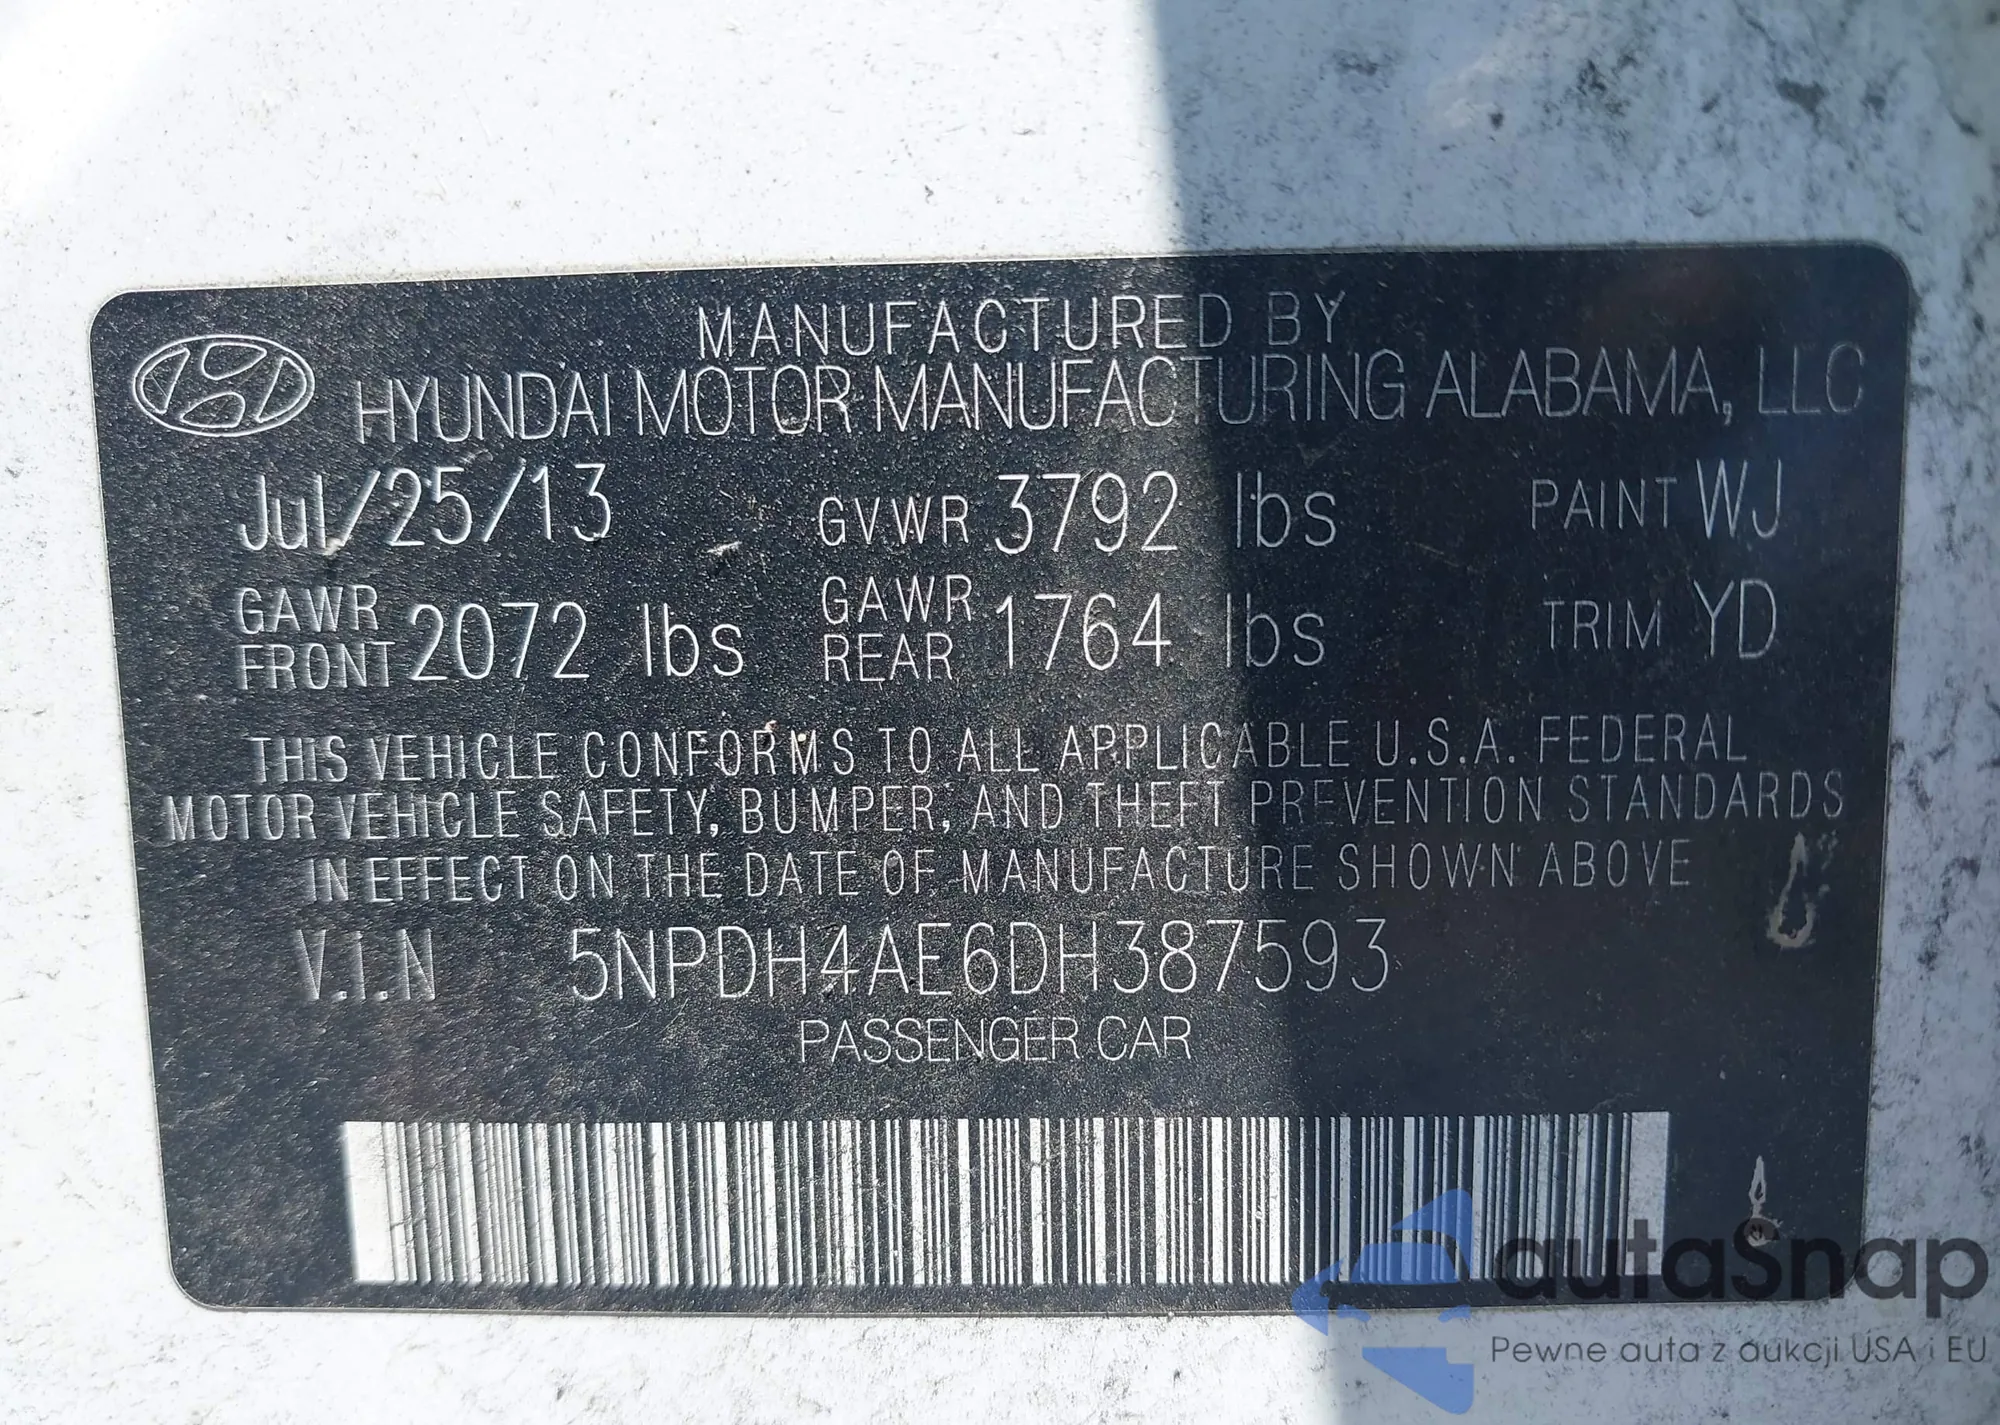 MANUFACTURED BY
HYUNDAI MOTOR MANUFACTURING ALABAMA, LLC
Jul/25/13 GVWR 3792 lbs PAINT WJ
GAWR FRONT 2072 lbs GAWR REAR 1764 lbs TRIM YD
THIS VEHICLE CONFORMS TO ALL APPLICABLE U.S.A. FEDERAL
MOTOR VEHICLE SAFETY, BUMPER, AND THEFT PREVENTION STANDARDS
IN EFFECT ON THE DATE OF MANUFACTURE SHOWN ABOVE
V.I.N 5NPDH4AE6DH387593
PASSENGER CAR
autaSnap
Pewne auta z aukcji USA i EU